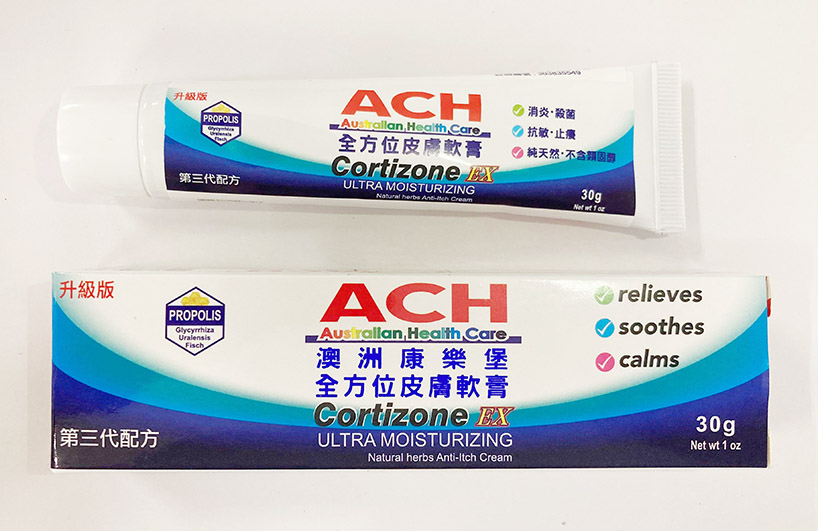 升級版
PROPOLIS
Glycyrrhiza
Uralensis
Fisch
第三代配方
ACH
Australian Health Care
全方位皮膚軟膏
Cortizone EX
ULTRA MOISTURIZING
Natural herbs Anti-Itch Cream
消炎·殺菌
抗敏·止癢
純天然·不含類固醇
30g
Net wt 1 oz
升級版
PROPOLIS
Glycyrrhiza
Uralensis
Fisch
第三代配方
ACH
Australian Health Care
澳洲康樂堡
全方位皮膚軟膏
Cortizone EX
ULTRA MOISTURIZING
Natural herbs Anti-Itch Cream
relieves
soothes
calms
30g
Net wt 1 oz